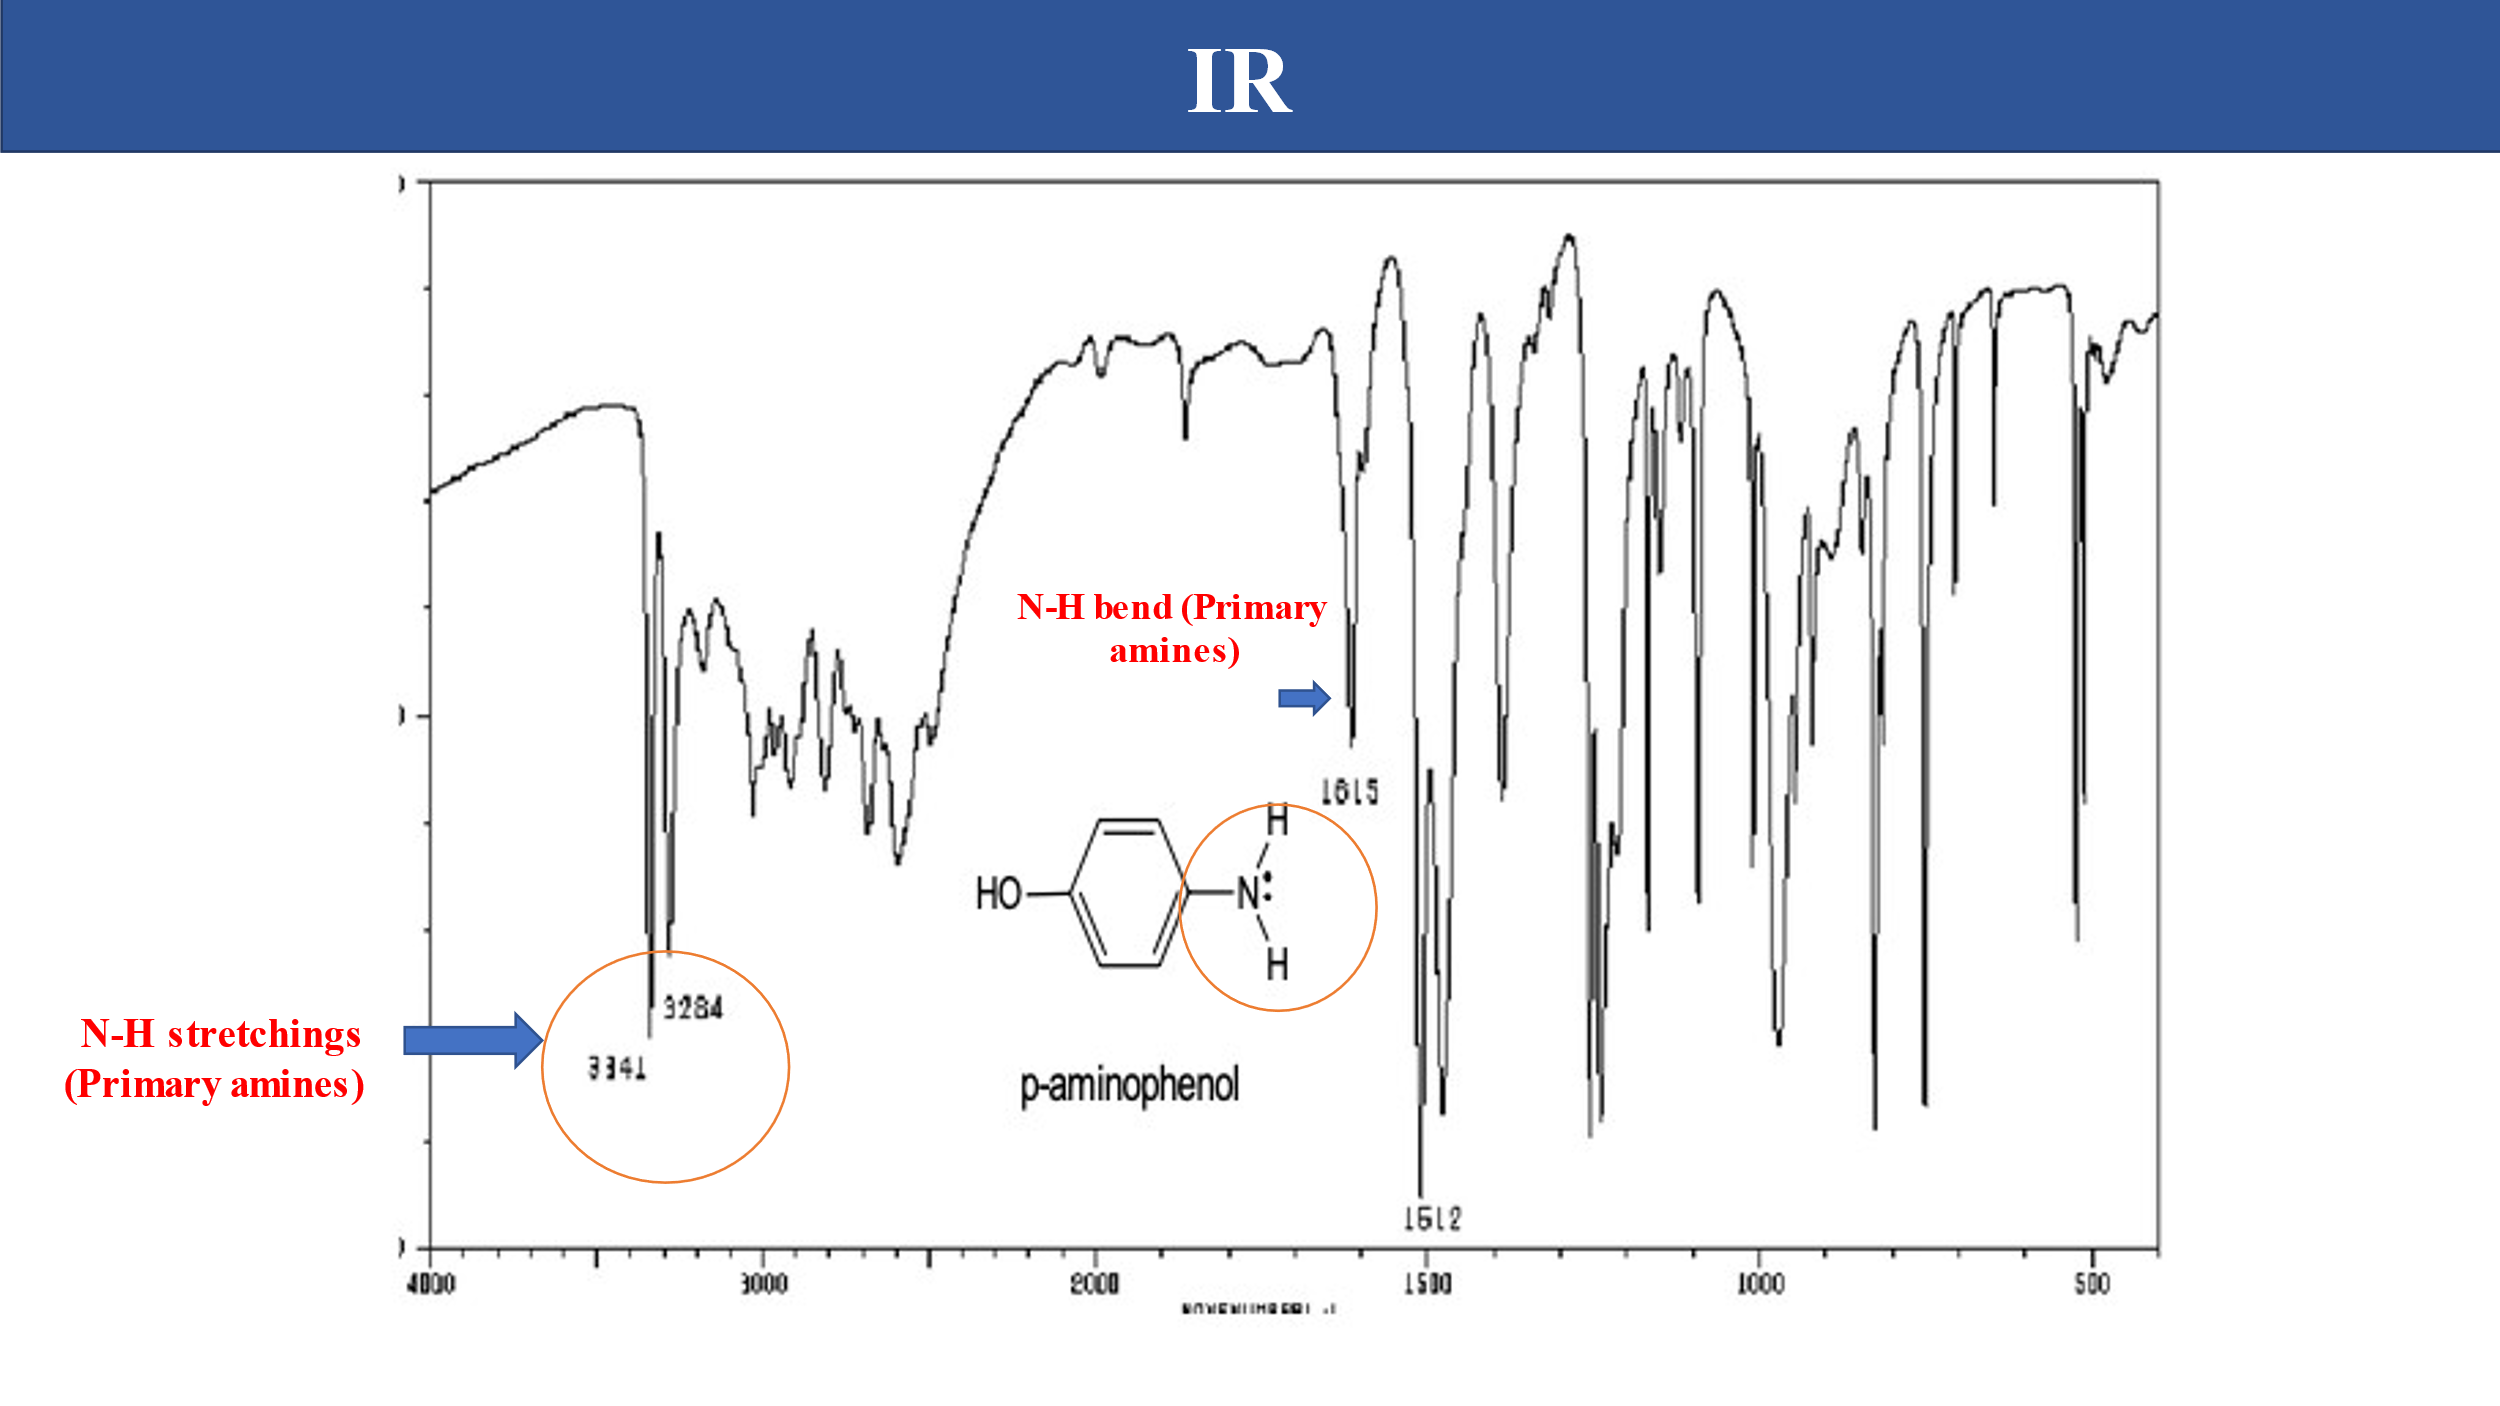 IR
N-H bend (Primary
amines)
1615
H
HO
N
H
3284
N-H stretchings
(Primary amines)
3341
p-aminophenol
1512
4000
3000
2000
1500
1000
500